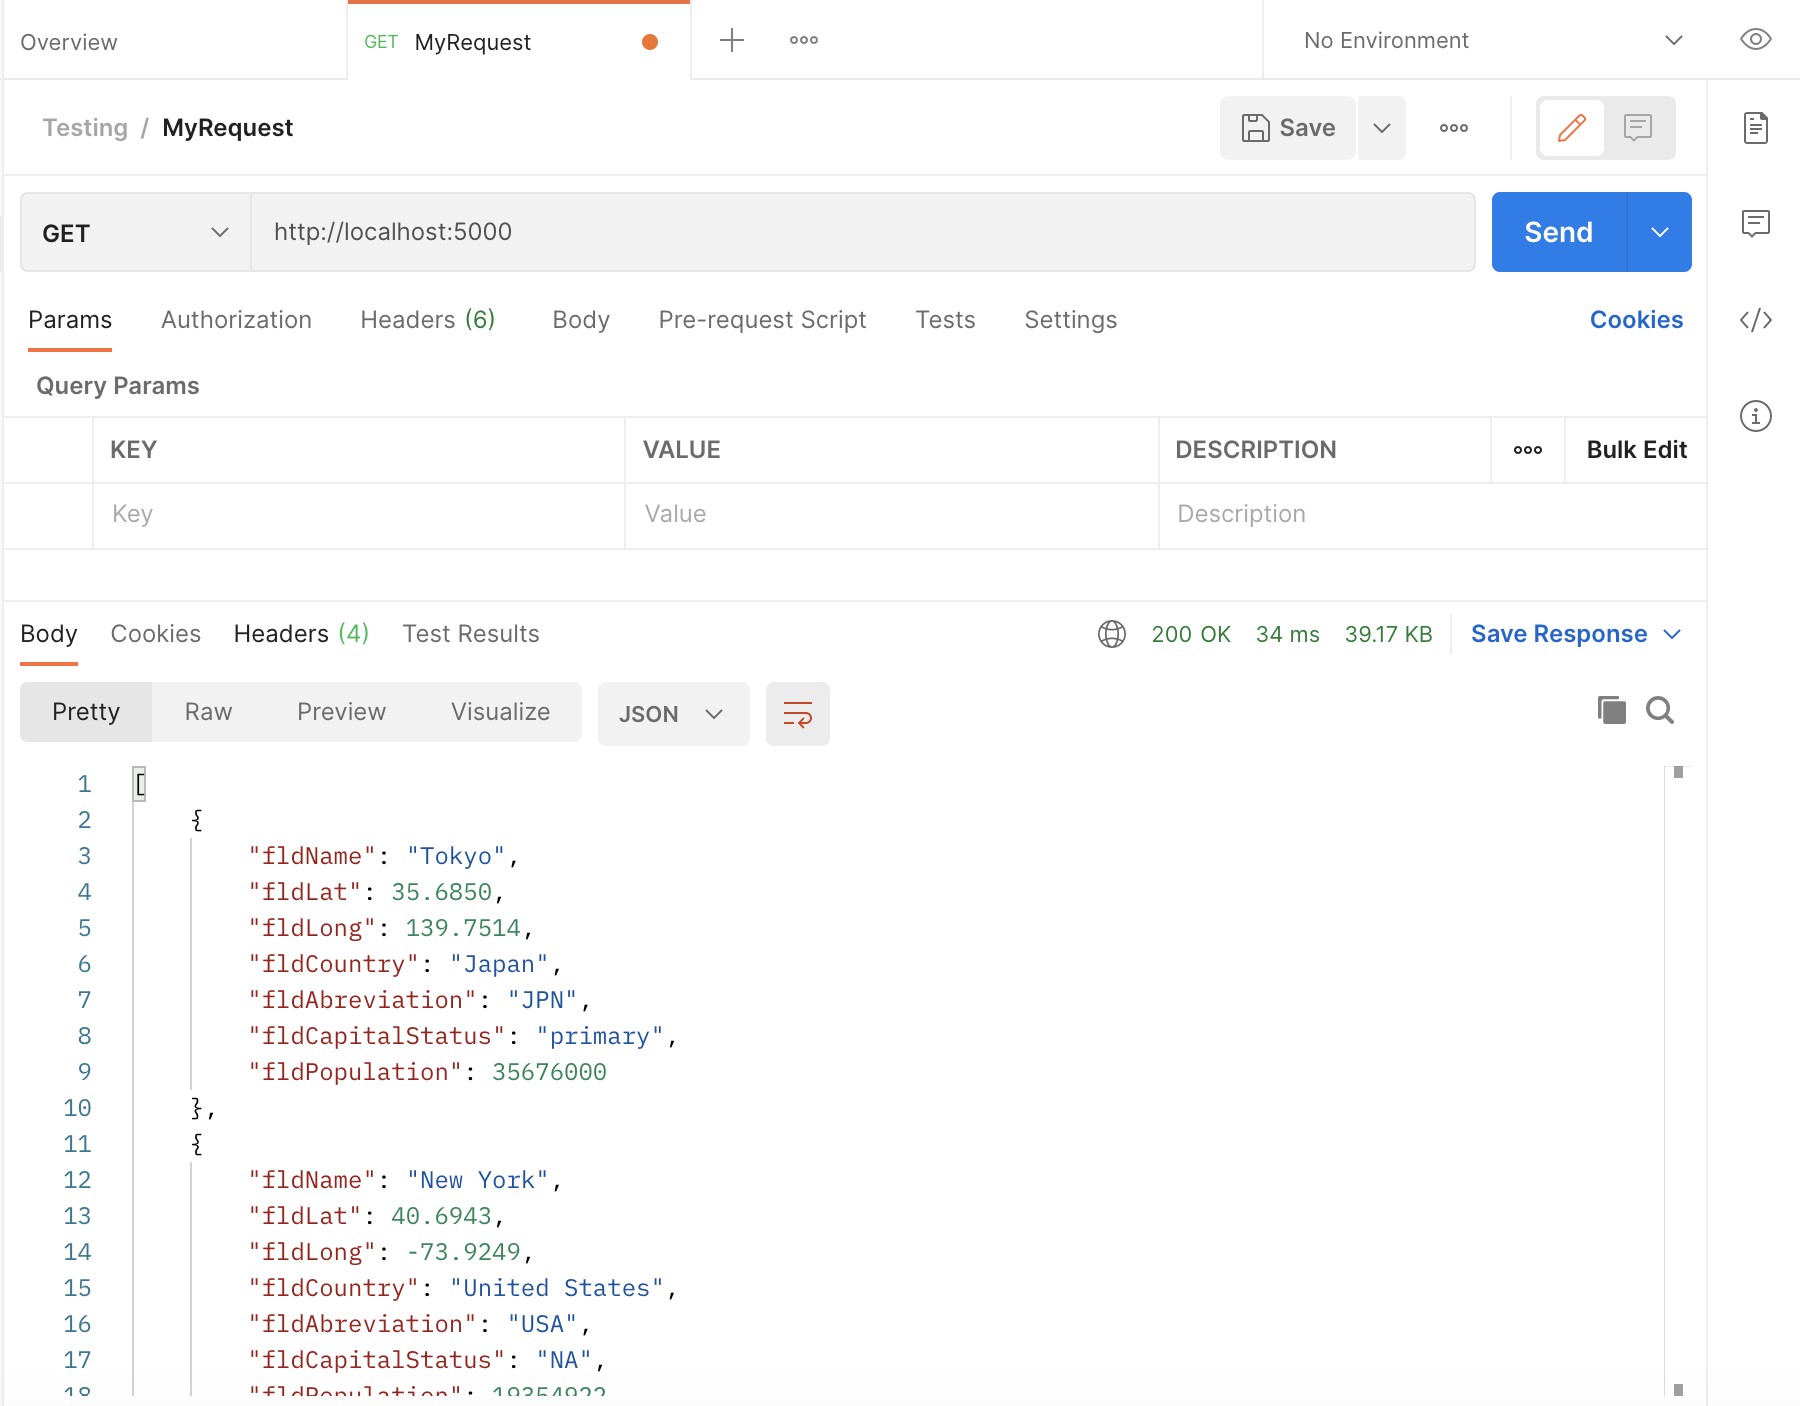 Overview
GET MyRequest
No Environment
Testing / MyRequest
Save
GET
http://localhost:5000
Send
Params Authorization Headers (6) Body Pre-request Script Tests Settings Cookies
Query Params
KEY VALUE DESCRIPTION Bulk Edit
Key Value Description
Body Cookies Headers (4) Test Results 200 OK 34 ms 39.17 KB Save Response
Pretty Raw Preview Visualize JSON
1 [
2 {
3 "fldName": "Tokyo",
4 "fldLat": 35.6850,
5 "fldLong": 139.7514,
6 "fldCountry": "Japan",
7 "fldAbreviation": "JPN",
8 "fldCapitalStatus": "primary",
9 "fldPopulation": 35676000
10 },
11 {
12 "fldName": "New York",
13 "fldLat": 40.6943,
14 "fldLong": -73.9249,
15 "fldCountry": "United States",
16 "fldAbreviation": "USA",
17 "fldCapitalStatus": "NA",
18 "fldPopulation": 19354922